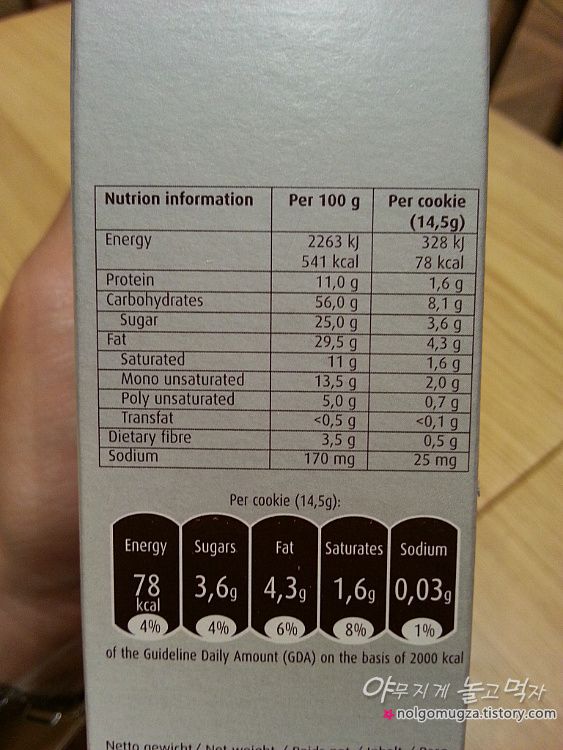 Nutrion information Per 100 g Per cookie
(14,5g)
Energy 2263 kJ 328 kJ
541 kcal 78 kcal
Protein 11,0 g 1,6 g
Carbohydrates 56,0 g 8,1 g
Sugar 25,0 g 3,6 g
Fat 29,5 g 4,3 g
Saturated 11 g 1,6 g
Mono unsaturated 13,5 g 2,0 g
Poly unsaturated 5,0 g 0,7 g
Transfat <0,5 g <0,1 g
Dietary fibre 3,5 g 0,5 g
Sodium 170 mg 25 mg
Per cookie (14,5g):
Energy Sugars Fat Saturates Sodium
78 3,6g 4,3g 1,6g 0,03g
kcal
4% 4% 6% 8% 1%
of the Guideline Daily Amount (GDA) on the basis of 2000 kcal
야무지게 놀고먹자
nolgomugza.tistory.com
Netto gewicht / Net weight /